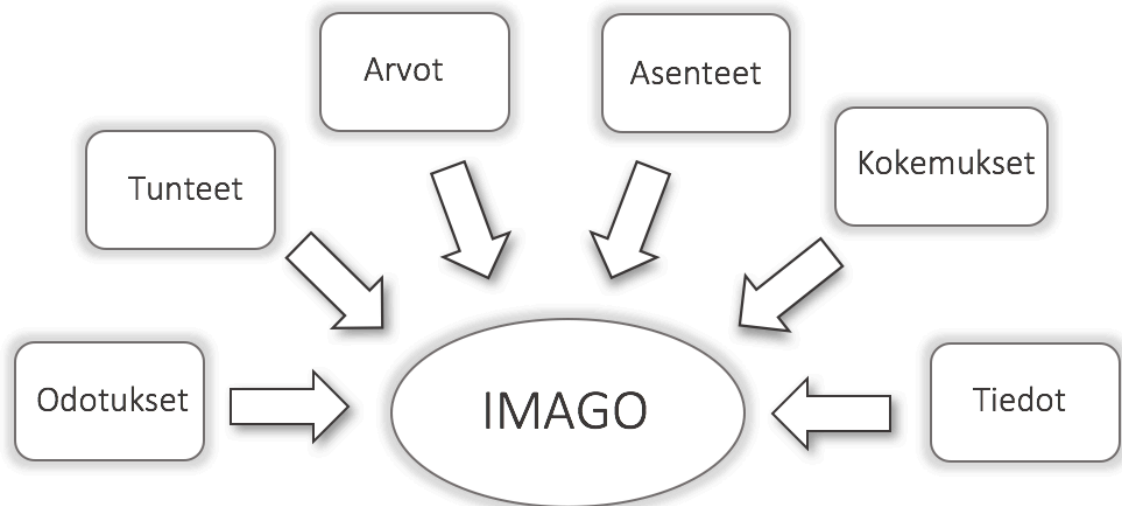 Arvot
Asenteet
Tunteet
Kokemukset
Odotukset
IMAGO
Tiedot